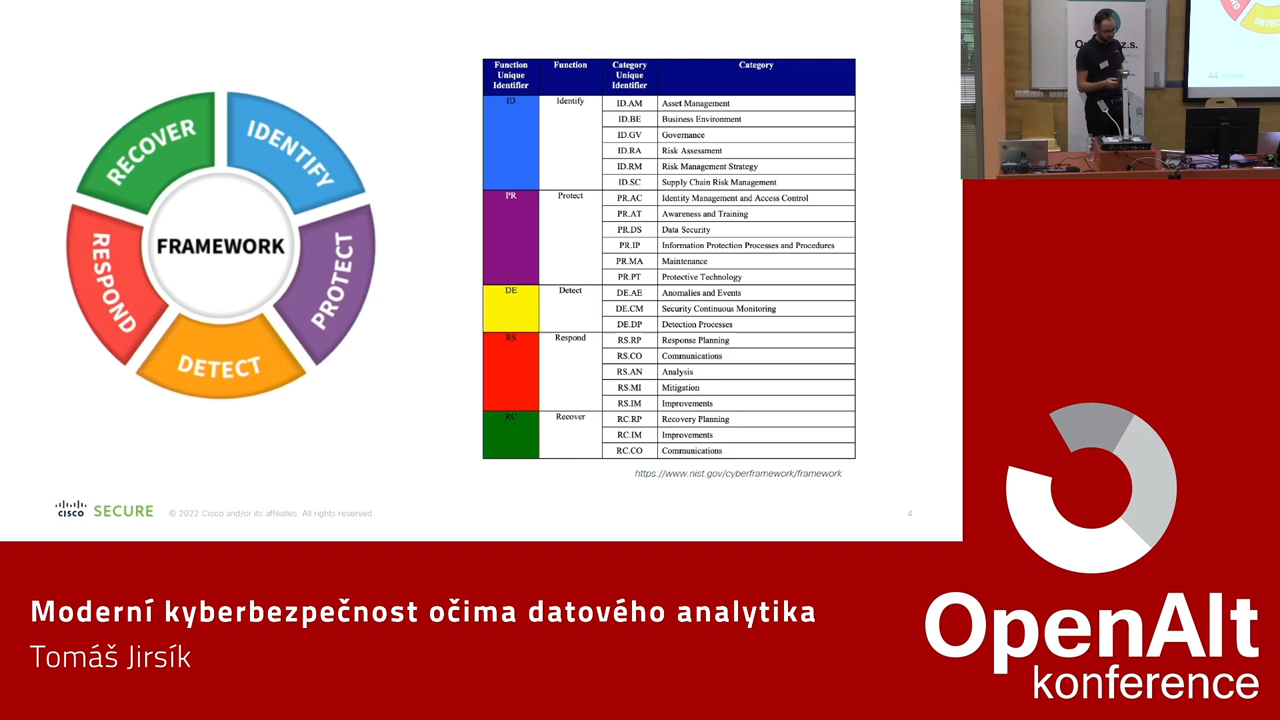 RECOVER
IDENTIFY
PROTECT
DETECT
RESPOND
FRAMEWORK
Function Unique Identifier Function Category Unique Identifier Category
ID Identify ID.AM Asset Management
ID.BE Business Environment
ID.GV Governance
ID.RA Risk Assessment
ID.RM Risk Management Strategy
ID.SC Supply Chain Risk Management
PR Protect PR.AC Identity Management and Access Control
PR.AT Awareness and Training
PR.DS Data Security
PR.IP Information Protection Processes and Procedures
PR.MA Maintenance
PR.PT Protective Technology
DE Detect DE.AE Anomalies and Events
DE.CM Security Continuous Monitoring
DE.DP Detection Processes
RS Respond RS.RP Response Planning
RS.CO Communications
RS.AN Analysis
RS.MI Mitigation
RS.IM Improvements
RC Recover RC.RP Recovery Planning
RC.IM Improvements
RC.CO Communications
https://www.nist.gov/cyberframework/framework
CISCO SECURE © 2022 Cisco and/or its affiliates. All rights reserved. 4
Moderní kyberbezpečnost očima datového analytika
Tomáš Jirsík
OpenAlt
konference